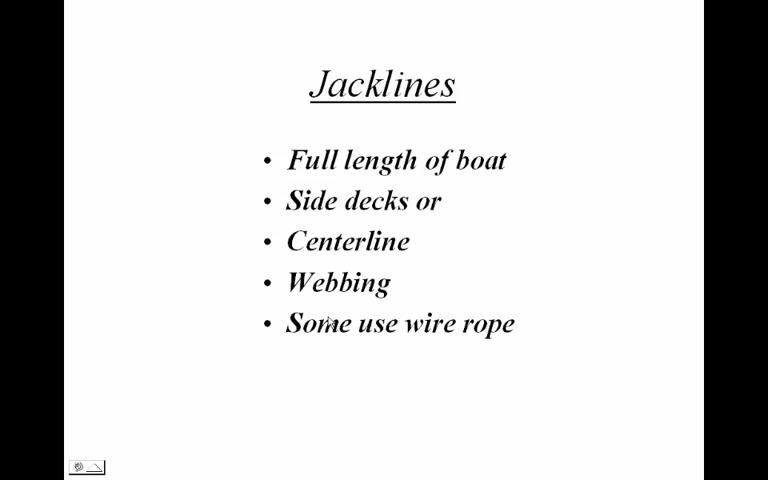 Jacklines
• Full length of boat
• Side decks or
• Centerline
• Webbing
• Some use wire rope